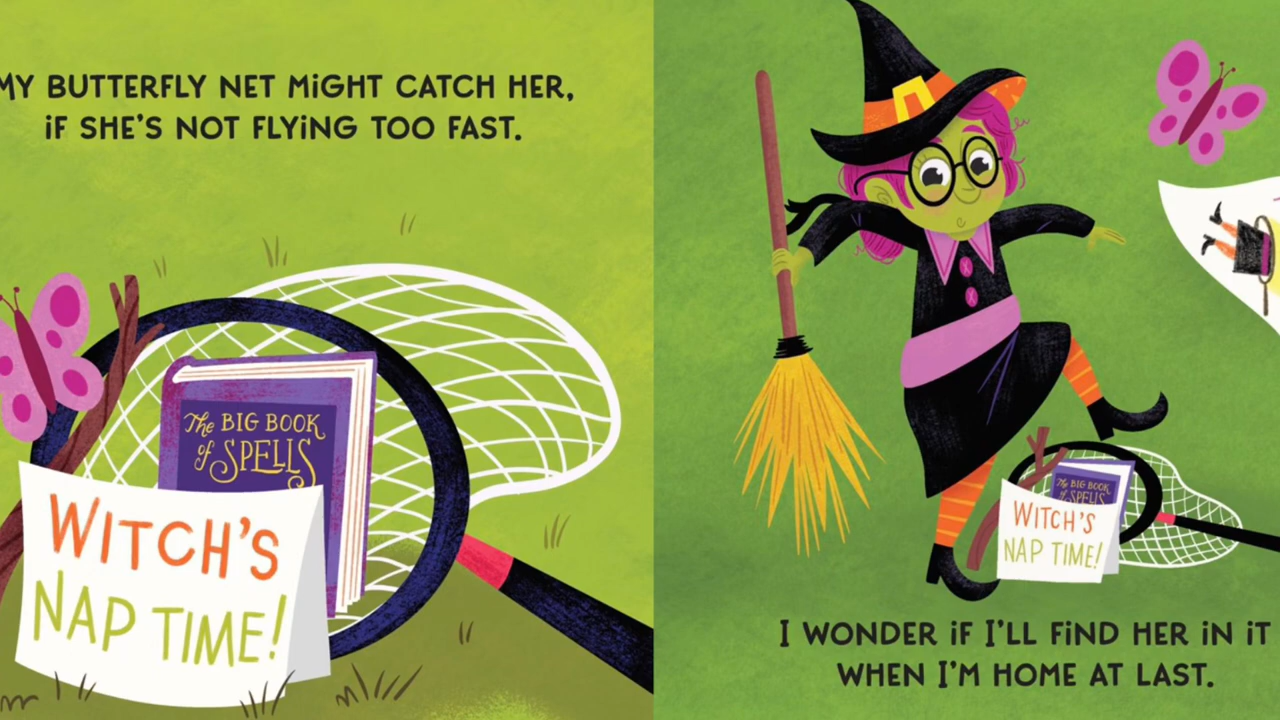 MY BUTTERFLY NET MiGHT CATCH HER,
iF SHE'S NOT FLYiNG TOO FAST.
The BIG BOOK
of SPELLS
WITCH'S
NAP TIME!
The BIG BOOK
of SPELLS
WITCH'S
NAP TIME!
I WONDER iF I'LL FiND HER iN iT
WHEN I'M HOME AT LAST.